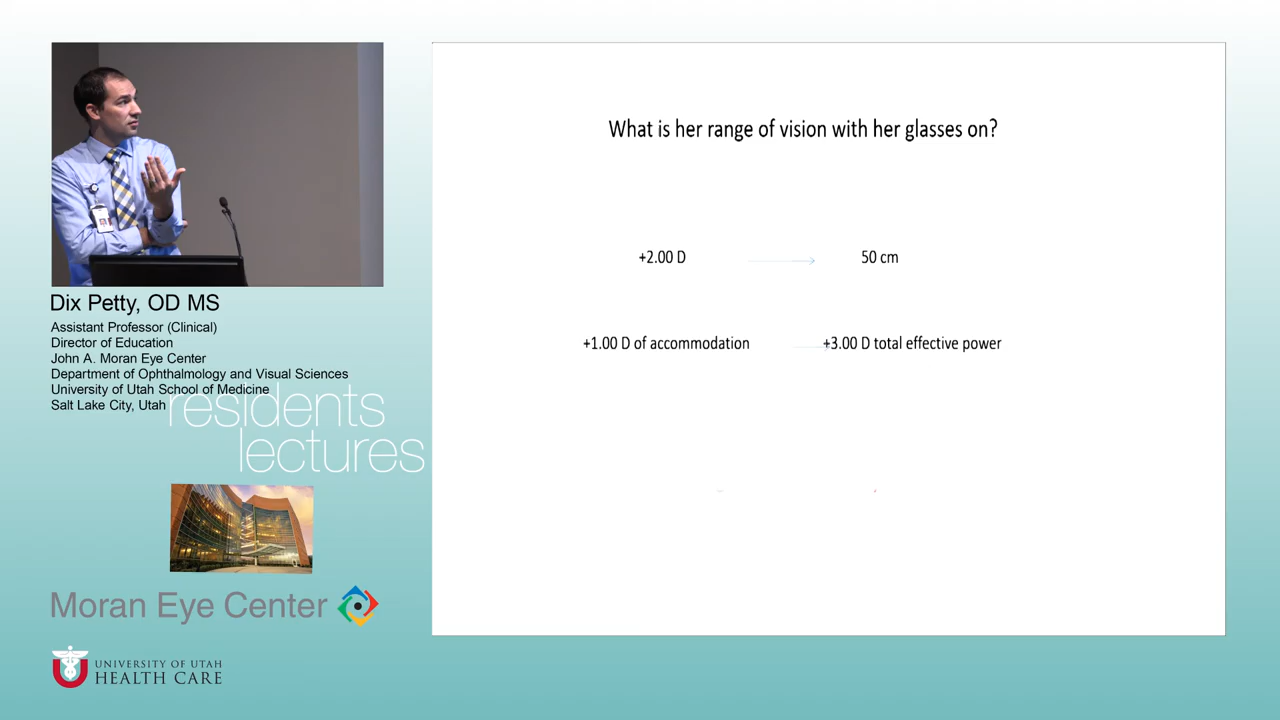 What is her range of vision with her glasses on?
+2.00 D
50 cm
+1.00 D of accommodation
+3.00 D total effective power
Dix Petty, OD MS
Assistant Professor (Clinical)
Director of Education
John A. Moran Eye Center
Department of Ophthalmology and Visual Sciences
University of Utah School of Medicine
Salt Lake City, Utah
residents
lectures
Moran Eye Center
UNIVERSITY OF UTAH
HEALTH CARE